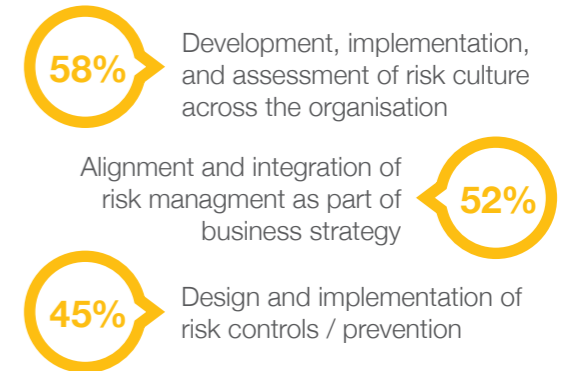 58%
Development, implementation,
and assessment of risk culture
across the organisation
Alignment and integration of
risk managment as part of
business strategy
52%
45%
Design and implementation of
risk controls / prevention